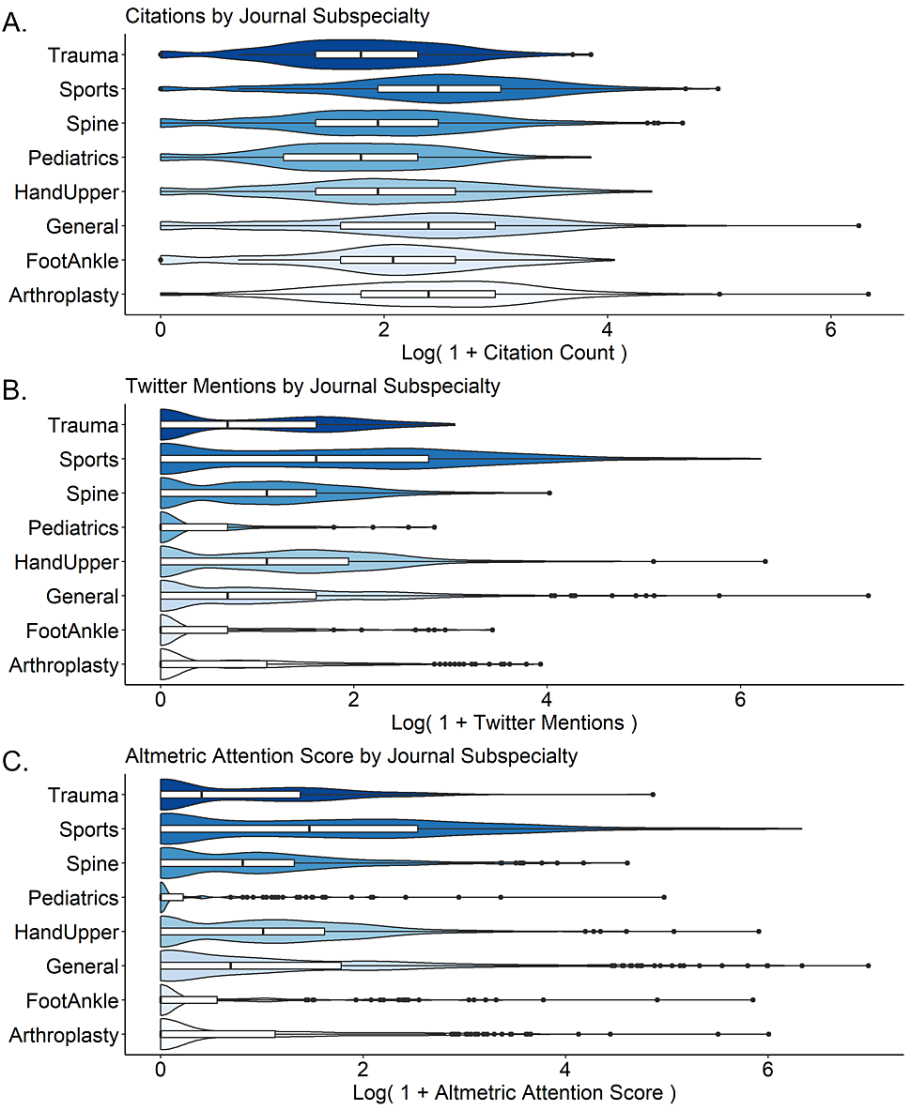 A.
Citations by Journal Subspecialty
Trauma
Sports
Spine
Pediatrics
HandUpper
General
FootAnkle
Arthroplasty
0 2 4 6
Log( 1 + Citation Count )
B.
Twitter Mentions by Journal Subspecialty
Trauma
Sports
Spine
Pediatrics
HandUpper
General
FootAnkle
Arthroplasty
0 2 4 6
Log( 1 + Twitter Mentions )
C.
Altmetric Attention Score by Journal Subspecialty
Trauma
Sports
Spine
Pediatrics
HandUpper
General
FootAnkle
Arthroplasty
0 2 4 6
Log( 1 + Altmetric Attention Score )